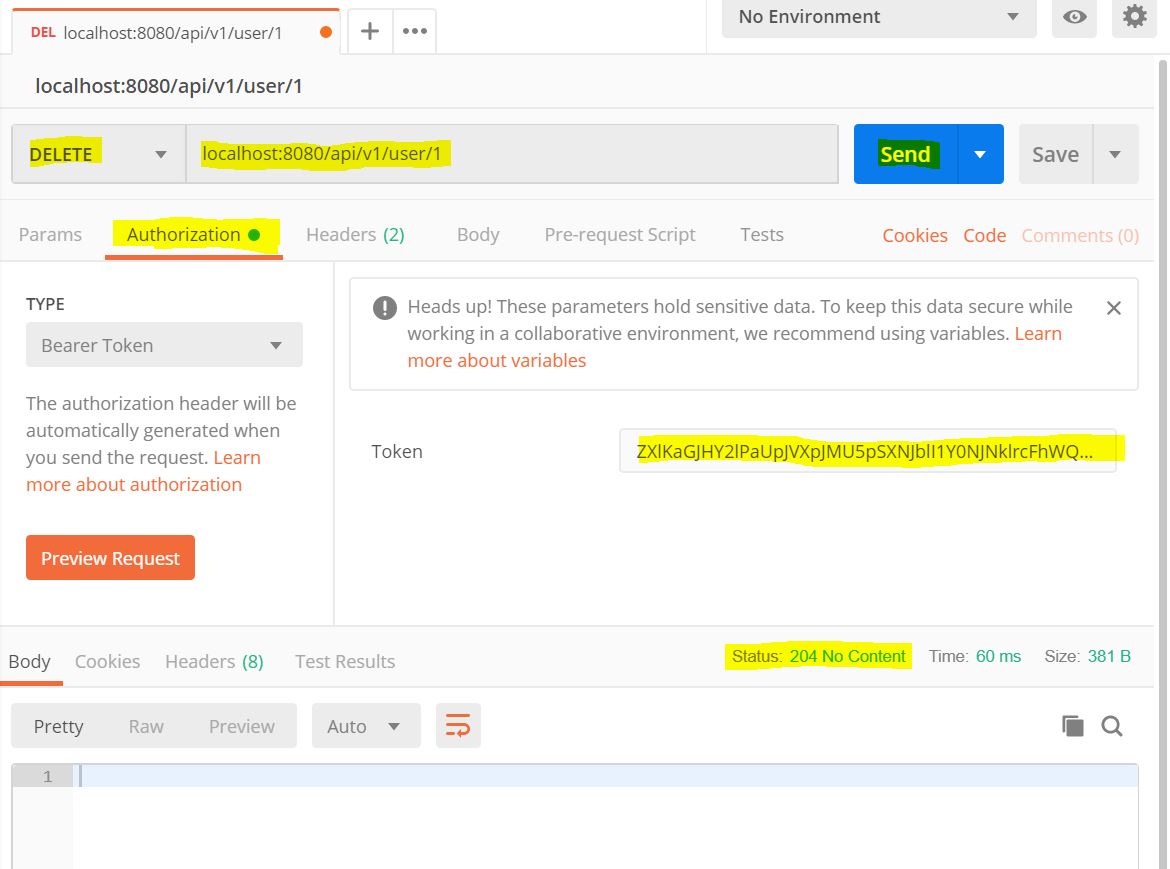 DEL localhost:8080/api/v1/user/1
No Environment
localhost:8080/api/v1/user/1
DELETE localhost:8080/api/v1/user/1 Send Save
Params Authorization Headers (2) Body Pre-request Script Tests Cookies Code Comments (0)
TYPE
Bearer Token
The authorization header will be
automatically generated when
you send the request. Learn
more about authorization
Preview Request
Heads up! These parameters hold sensitive data. To keep this data secure while
working in a collaborative environment, we recommend using variables. Learn
more about variables
Token
Body Cookies Headers (8) Test Results Status: 204 No Content Time: 60 ms Size: 381 B
Pretty Raw Preview Auto
1